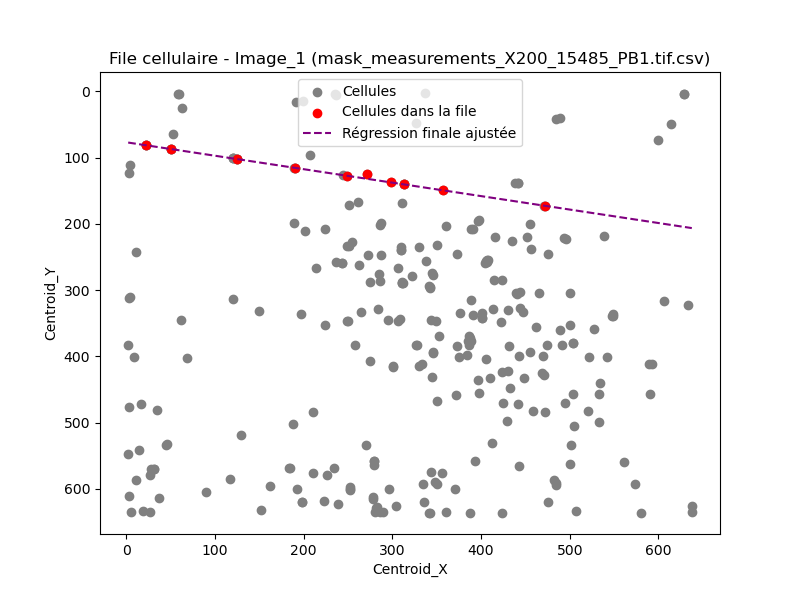 File cellulaire - Image_1 (mask_measurements_X200_15485_PB1.tif.csv)
Cellules
Cellules dans la file
Régression finale ajustée
0
100
200
300
400
500
600
Centroid_Y
0 100 200 300 400 500 600
Centroid_X